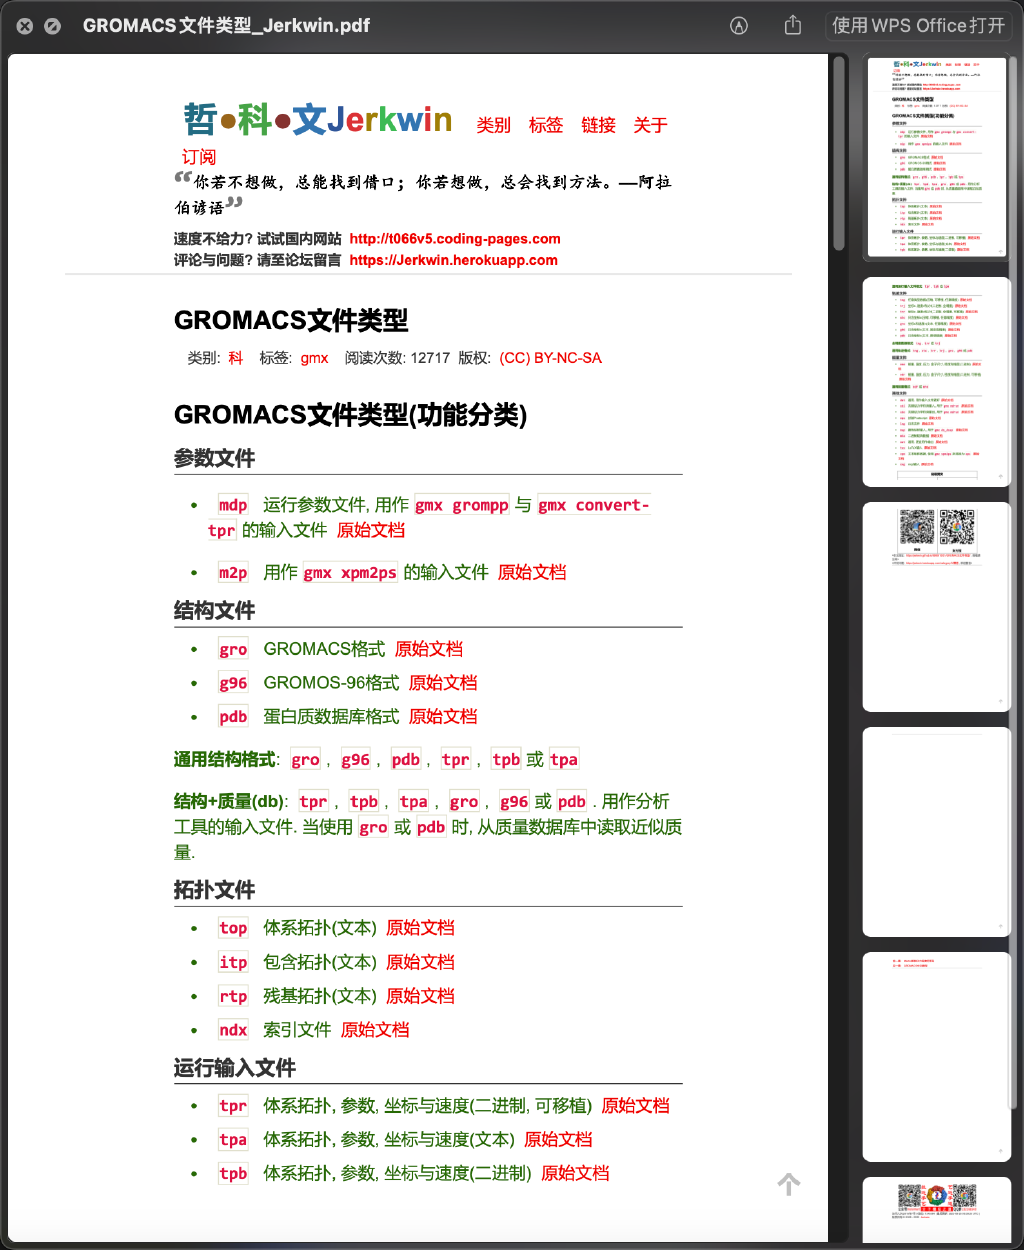 GROMACS文件类型_Jerkwin.pdf
使用 WPS Office 打开
哲●科●文Jerkwin 类别 标签 链接 关于
订阅
“你若不想做，总能找到借口；你若想做，总会找到方法。—阿拉
伯谚语”
速度不给力? 试试国内网站 http://t066v5.coding-pages.com
评论与问题? 请至论坛留言 https://Jerkwin.herokuapp.com
GROMACS文件类型
类别: 科 标签: gmx 阅读次数: 12717 版权: (CC) BY-NC-SA
GROMACS文件类型(功能分类)
参数文件
• mdp 运行参数文件, 用作 gmx grompp 与 gmx convert-
tpr 的输入文件 原始文档
• m2p 用作 gmx xpm2ps 的输入文件 原始文档
结构文件
• gro GROMACS格式 原始文档
• g96 GROMOS-96格式 原始文档
• pdb 蛋白质数据库格式 原始文档
通用结构格式: gro , g96 , pdb , tpr , tpb 或 tpa
结构+质量(db): tpr , tpb , tpa , gro , g96 或 pdb . 用作分析
工具的输入文件. 当使用 gro 或 pdb 时, 从质量数据库中读取近似质
量.
拓扑文件
• top 体系拓扑(文本) 原始文档
• itp 包含拓扑(文本) 原始文档
• rtp 残基拓扑(文本) 原始文档
• ndx 索引文件 原始文档
运行输入文件
• tpr 体系拓扑, 参数, 坐标与速度(二进制, 可移植) 原始文档
• tpa 体系拓扑, 参数, 坐标与速度(文本) 原始文档
• tpb 体系拓扑, 参数, 坐标与速度(二进制) 原始文档